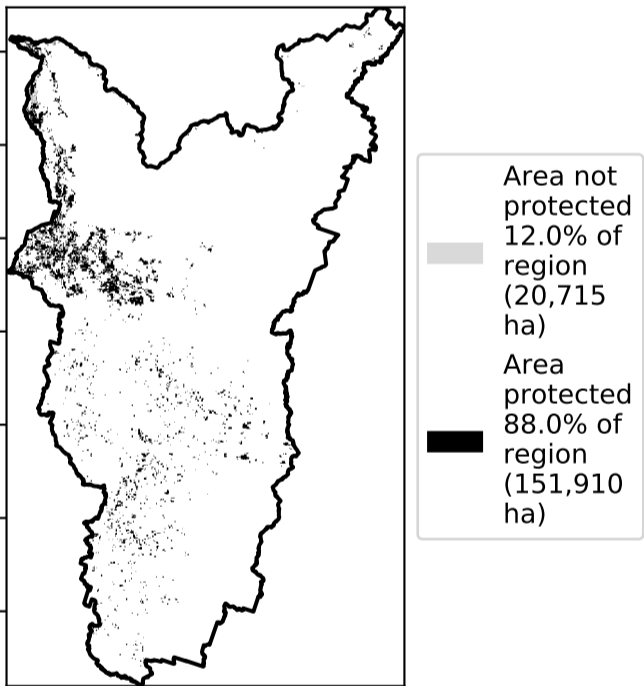 Area not
protected
12.0% of
region
(20,715
ha)
Area
protected
88.0% of
region
(151,910
ha)